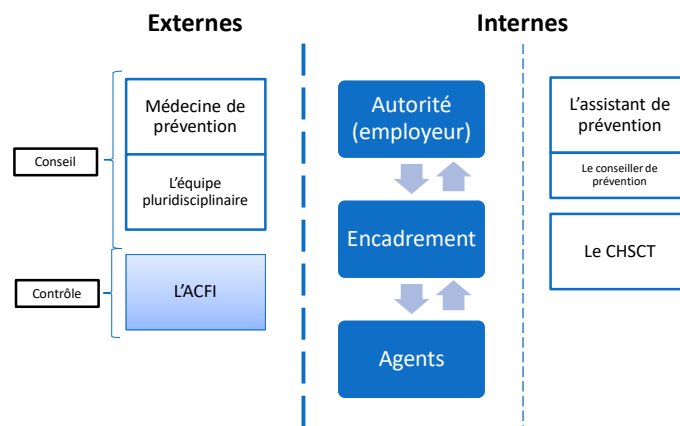 Externes
Internes
Conseil
Médecine de
prévention
L'équipe
pluridisciplinaire
Contrôle
L'ACFI
Autorité
(employeur)
Encadrement
Agents
L'assistant de
prévention
Le conseiller de
prévention
Le CHSCT